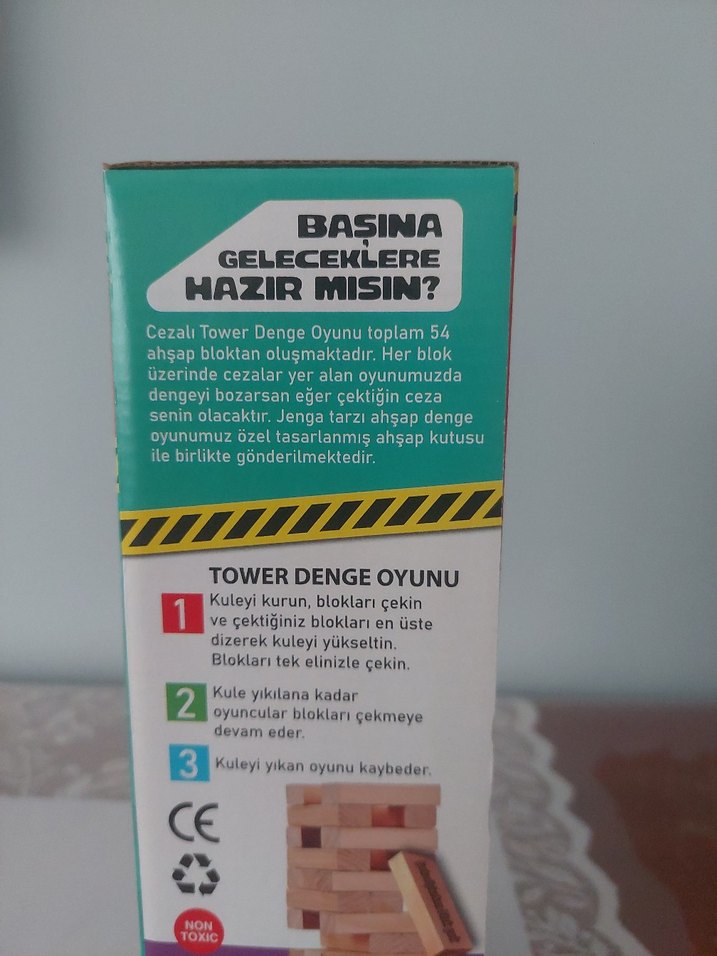 BAŞINA
GELECEKLERE
HAZIR MISIN?
Cezalı Tower Denge Oyunu toplam 54
ahşap bloktan oluşmaktadır. Her blok
üzerinde cezalar yer alan oyunumuzda
dengeyi bozarsan eğer çektiğin ceza
senin olacaktır. Jenga tarzı ahşap denge
oyunumuz özel tasarlanmış ahşap kutusu
ile birlikte gönderilmektedir.
TOWER DENGE OYUNU
1 Kuleyi kurun, blokları çekin
ve çektiğiniz blokları en üste
dizerek kuleyi yükseltin.
Blokları tek elinizle çekin.
2 Kule yıkılana kadar
oyuncular blokları çekmeye
devam eder.
3 Kuleyi yıkan oyunu kaybeder.
CE
NON
TOXIC